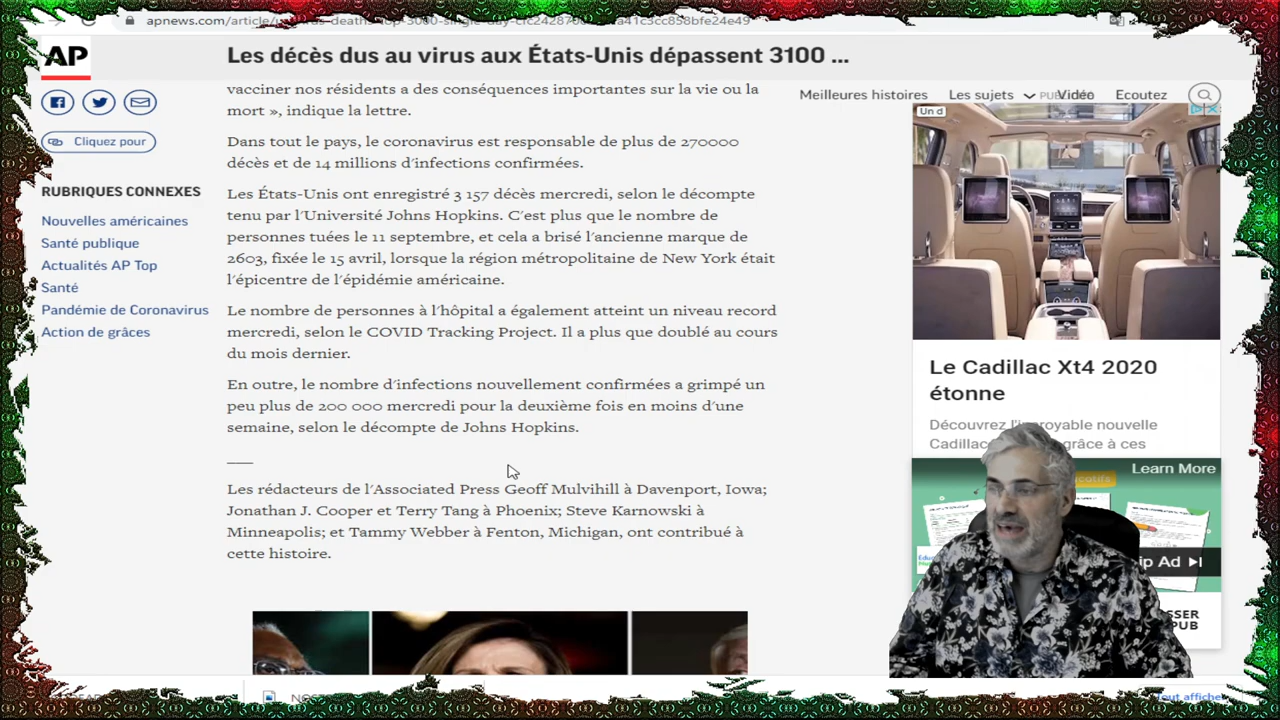 apnews.com/article/
AP
Les décès dus au virus aux États-Unis dépassent 3100 ...
Meilleures histoires
Les sujets
Vidéo
Ecoutez
Cliquez pour
RUBRIQUES CONNEXES
Nouvelles américaines
Santé publique
Actualités AP Top
Santé
Pandémie de Coronavirus
Action de grâces
vacciner nos résidents a des conséquences importantes sur la vie ou la
mort », indique la lettre.
Dans tout le pays, le coronavirus est responsable de plus de 270000
décès et de 14 millions d'infections confirmées.
Les États-Unis ont enregistré 3 157 décès mercredi, selon le décompte
tenu par l'Université Johns Hopkins. C'est plus que le nombre de
personnes tuées le 11 septembre, et cela a brisé l'ancienne marque de
2603, fixée le 15 avril, lorsque la région métropolitaine de New York était
l'épicentre de l'épidémie américaine.
Le nombre de personnes à l'hôpital a également atteint un niveau record
mercredi, selon le COVID Tracking Project. Il a plus que doublé au cours
du mois dernier.
En outre, le nombre d'infections nouvellement confirmées a grimpé un
peu plus de 200 000 mercredi pour la deuxième fois en moins d'une
semaine, selon le décompte de Johns Hopkins.
Les rédacteurs de l'Associated Press Geoff Mulvihill à Davenport, Iowa;
Jonathan J. Cooper et Terry Tang à Phoenix; Steve Karnowski à
Minneapolis; et Tammy Webber à Fenton, Michigan, ont contribué à
cette histoire.
Un d
Le Cadillac Xt4 2020
étonne
Découvrez l'incroyable nouvelle
Cadillac grâce à ces
Learn More
Ad
PUB
tout affiche